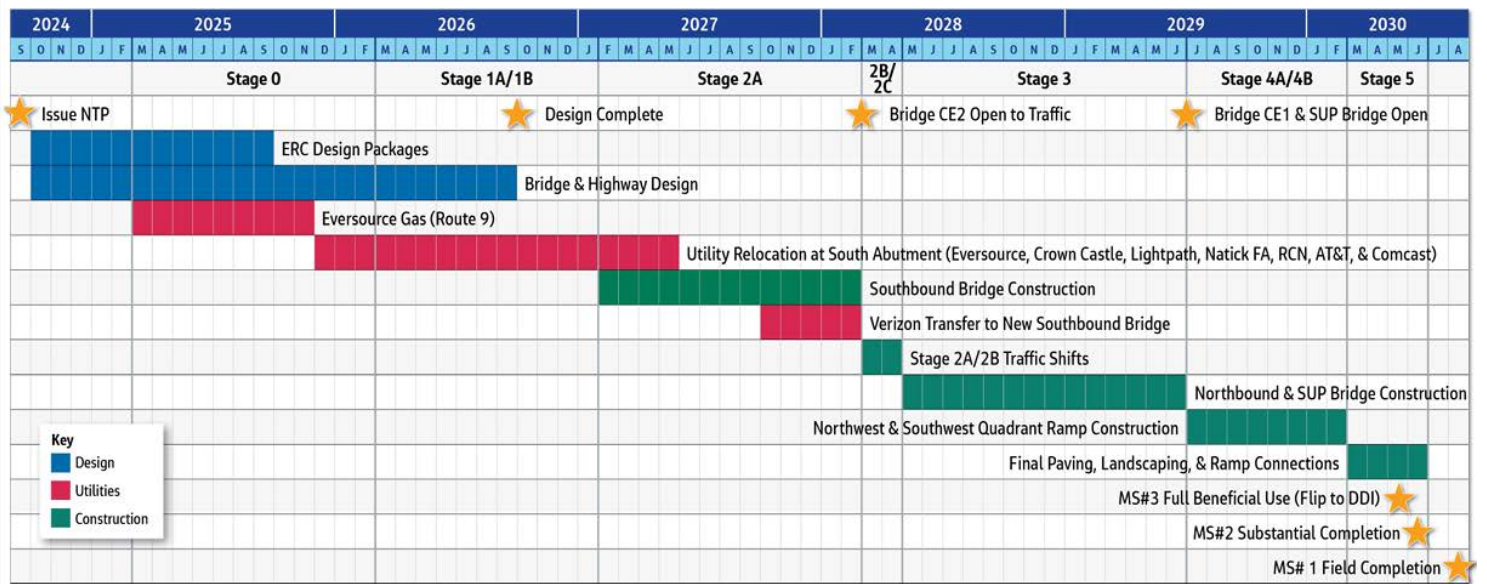 2024 2025 2026 2027 2028 2029 2030
S O N D J F M A M J J A S O N D J F M A M J J A S O N D J F M A M J J A S O N D J F M A M J J A S O N D J F M A M J J A S O N D J F M A M J J A
Stage 0 Stage 1A/1B Stage 2A 2B/ Stage 3 Stage 4A/4B Stage 5
2C
Issue NTP Design Complete Bridge CE2 Open to Traffic Bridge CE1 & SUP Bridge Open
ERC Design Packages
Bridge & Highway Design
Eversource Gas (Route 9)
Utility Relocation at South Abutment (Eversource, Crown Castle, Lightpath, Natick FA, RCN, AT&T, & Comcast)
Southbound Bridge Construction
Verizon Transfer to New Southbound Bridge
Stage 2A/2B Traffic Shifts
Northbound & SUP Bridge Construction
Northwest & Southwest Quadrant Ramp Construction
Final Paving, Landscaping, & Ramp Connections
MS#3 Full Beneficial Use (Flip to DDI)
MS#2 Substantial Completion
MS# 1 Field Completion
Key
Design
Utilities
Construction